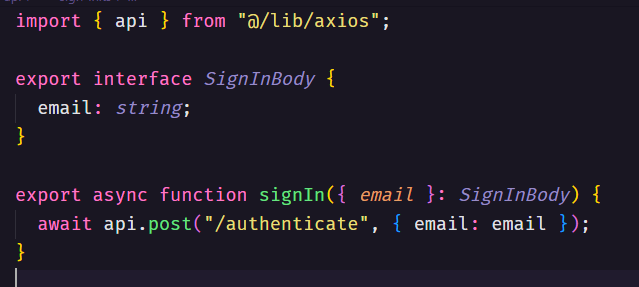 import { api } from "@/lib/axios";
export interface SignInBody {
email: string;
}
export async function signIn({ email }: SignInBody) {
await api.post("/authenticate", { email: email });
}